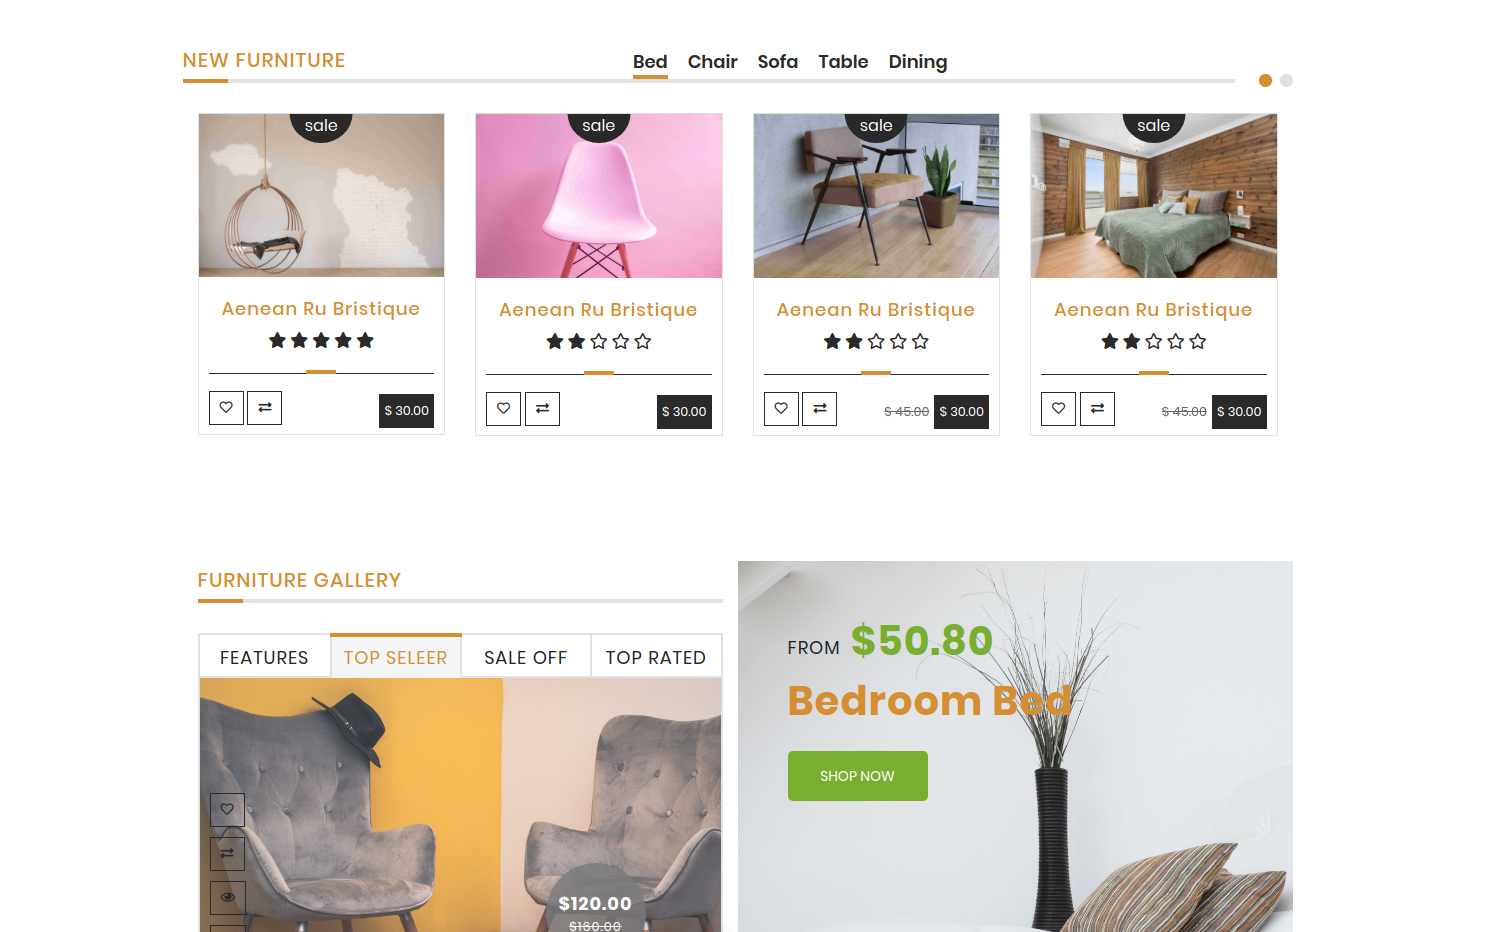 NEW FURNITURE
Bed Chair Sofa Table Dining
sale sale sale sale
Aenean Ru Bristique Aenean Ru Bristique Aenean Ru Bristique Aenean Ru Bristique
$ 30.00 $ 30.00 $ 45.00 $ 30.00 $ 45.00 $ 30.00
FURNITURE GALLERY
FEATURES TOP SELEER SALE OFF TOP RATED
$120.00
$160.00
FROM $50.80
Bedroom Bed
SHOP NOW